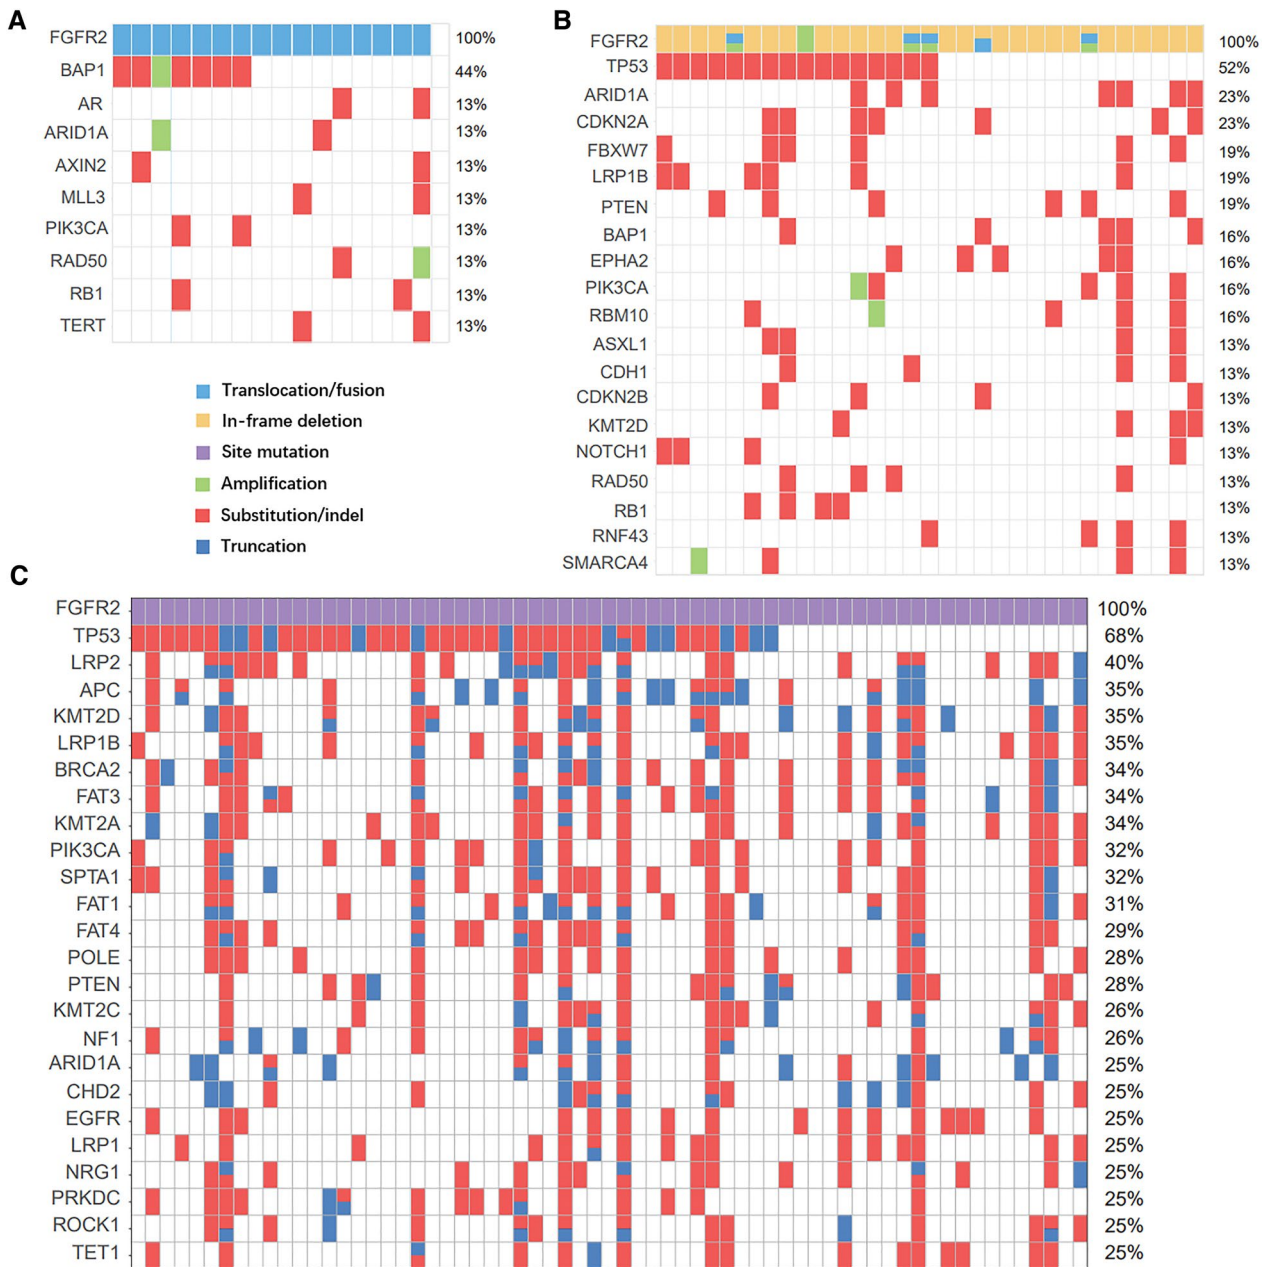 A
FGFR2 100%
BAP1 44%
AR 13%
ARID1A 13%
AXIN2 13%
MLL3 13%
PIK3CA 13%
RAD50 13%
RB1 13%
TERT 13%
Translocation/fusion
In-frame deletion
Site mutation
Amplification
Substitution/indel
Truncation
B
FGFR2 100%
TP53 52%
ARID1A 23%
CDKN2A 23%
FBXW7 19%
LRP1B 19%
PTEN 19%
BAP1 16%
EPHA2 16%
PIK3CA 16%
RBM10 16%
ASXL1 13%
CDH1 13%
CDKN2B 13%
KMT2D 13%
NOTCH1 13%
RAD50 13%
RB1 13%
RNF43 13%
SMARCA4 13%
C
FGFR2 100%
TP53 68%
LRP2 40%
APC 35%
KMT2D 35%
LRP1B 35%
BRCA2 34%
FAT3 34%
KMT2A 34%
PIK3CA 32%
SPTA1 32%
FAT1 31%
FAT4 29%
POLE 28%
PTEN 28%
KMT2C 26%
NF1 26%
ARID1A 25%
CHD2 25%
EGFR 25%
LRP1 25%
NRG1 25%
PRKDC 25%
ROCK1 25%
TET1 25%